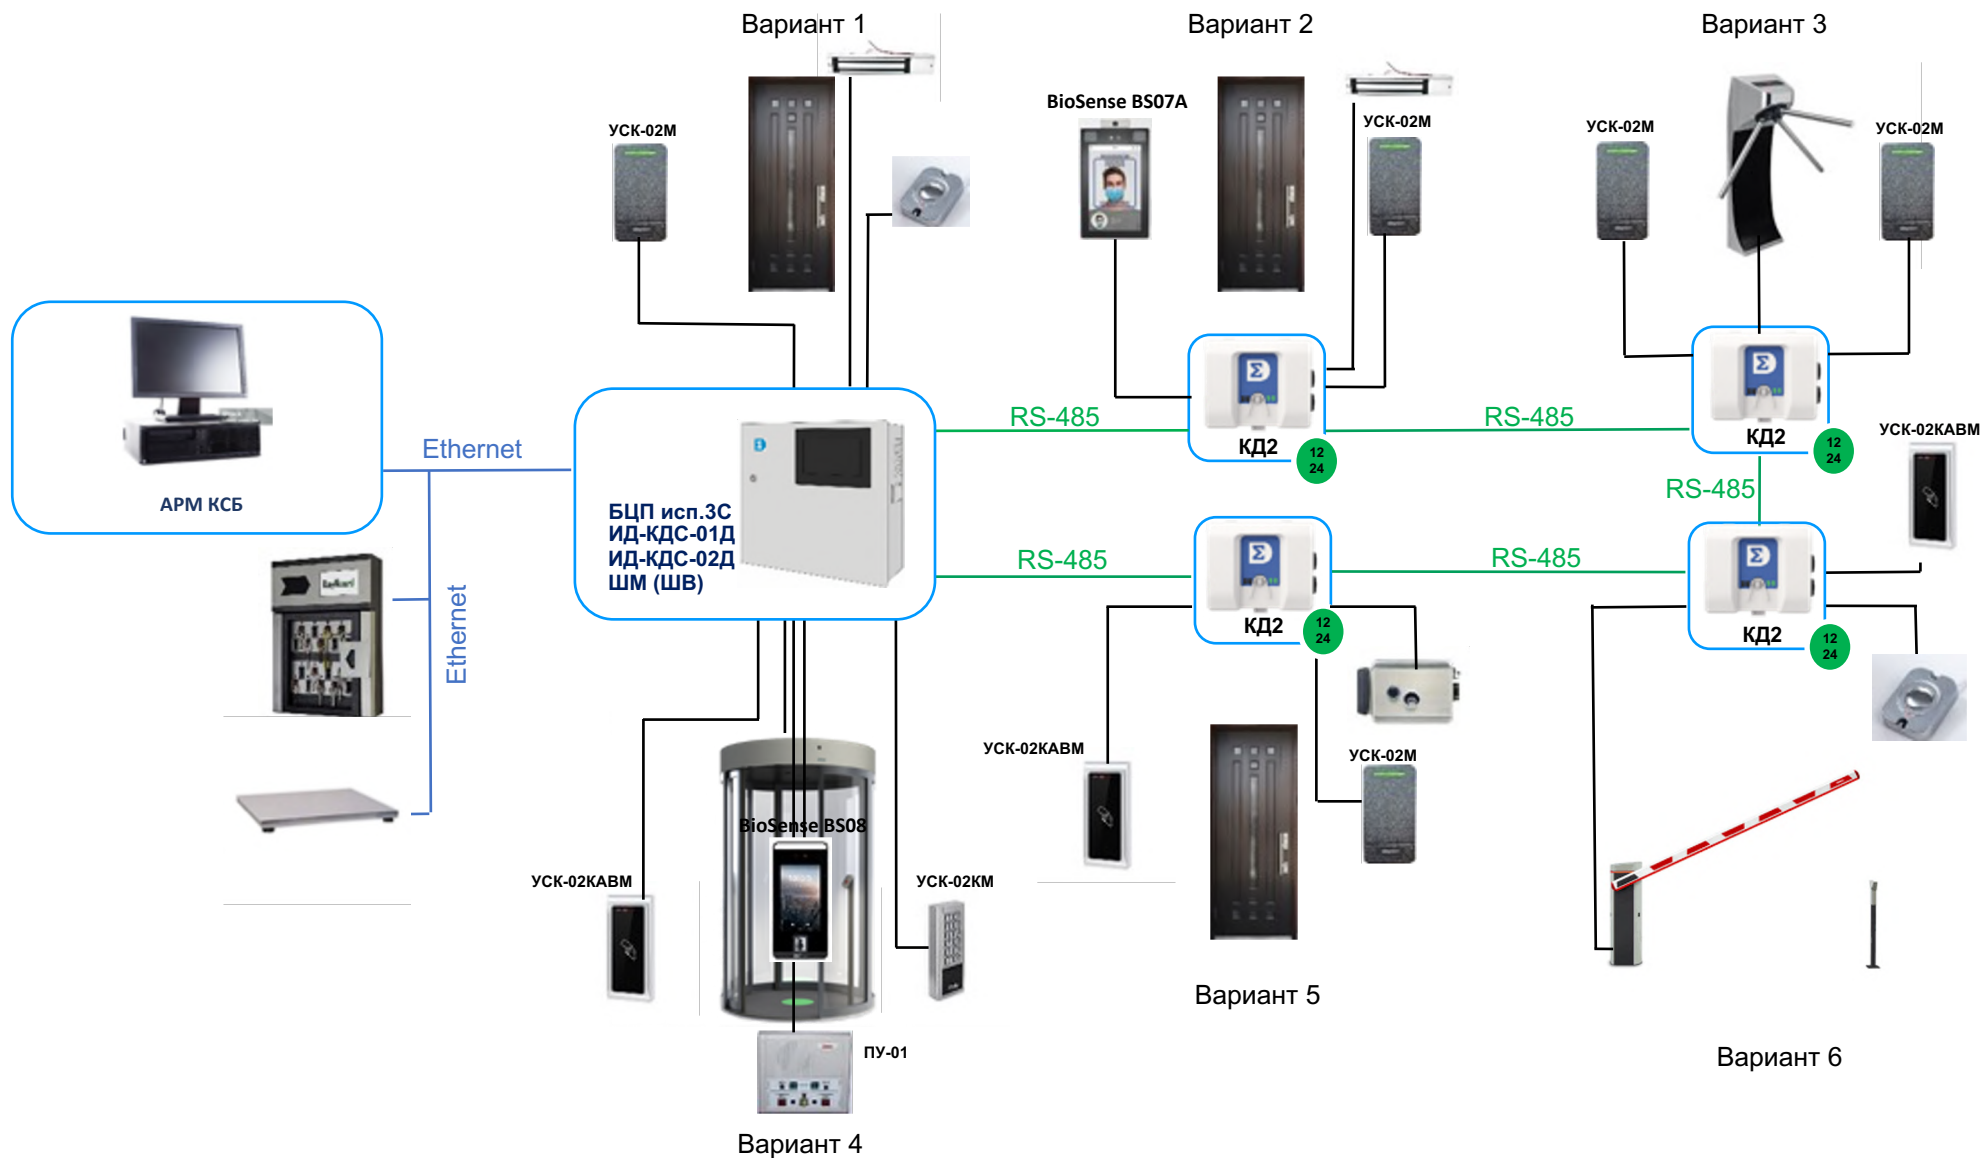 Вариант 1
Вариант 2
Вариант 3
УСК-02М
BioSense BS07A
УСК-02М
УСК-02М
УСК-02М
АРМ КСБ
Ethernet
Ethernet
БЦП исп.3С
ИД-КДС-01Д
ИД-КДС-02Д
ШМ (ШВ)
RS-485
КД2
12
24
RS-485
КД2
12
24
RS-485
УСК-02КАВМ
RS-485
КД2
12
24
RS-485
КД2
12
24
УСК-02КАВМ
BioSense BS08
УСК-02КМ
ПУ-01
Вариант 4
УСК-02КАВМ
УСК-02М
Вариант 5
Вариант 6